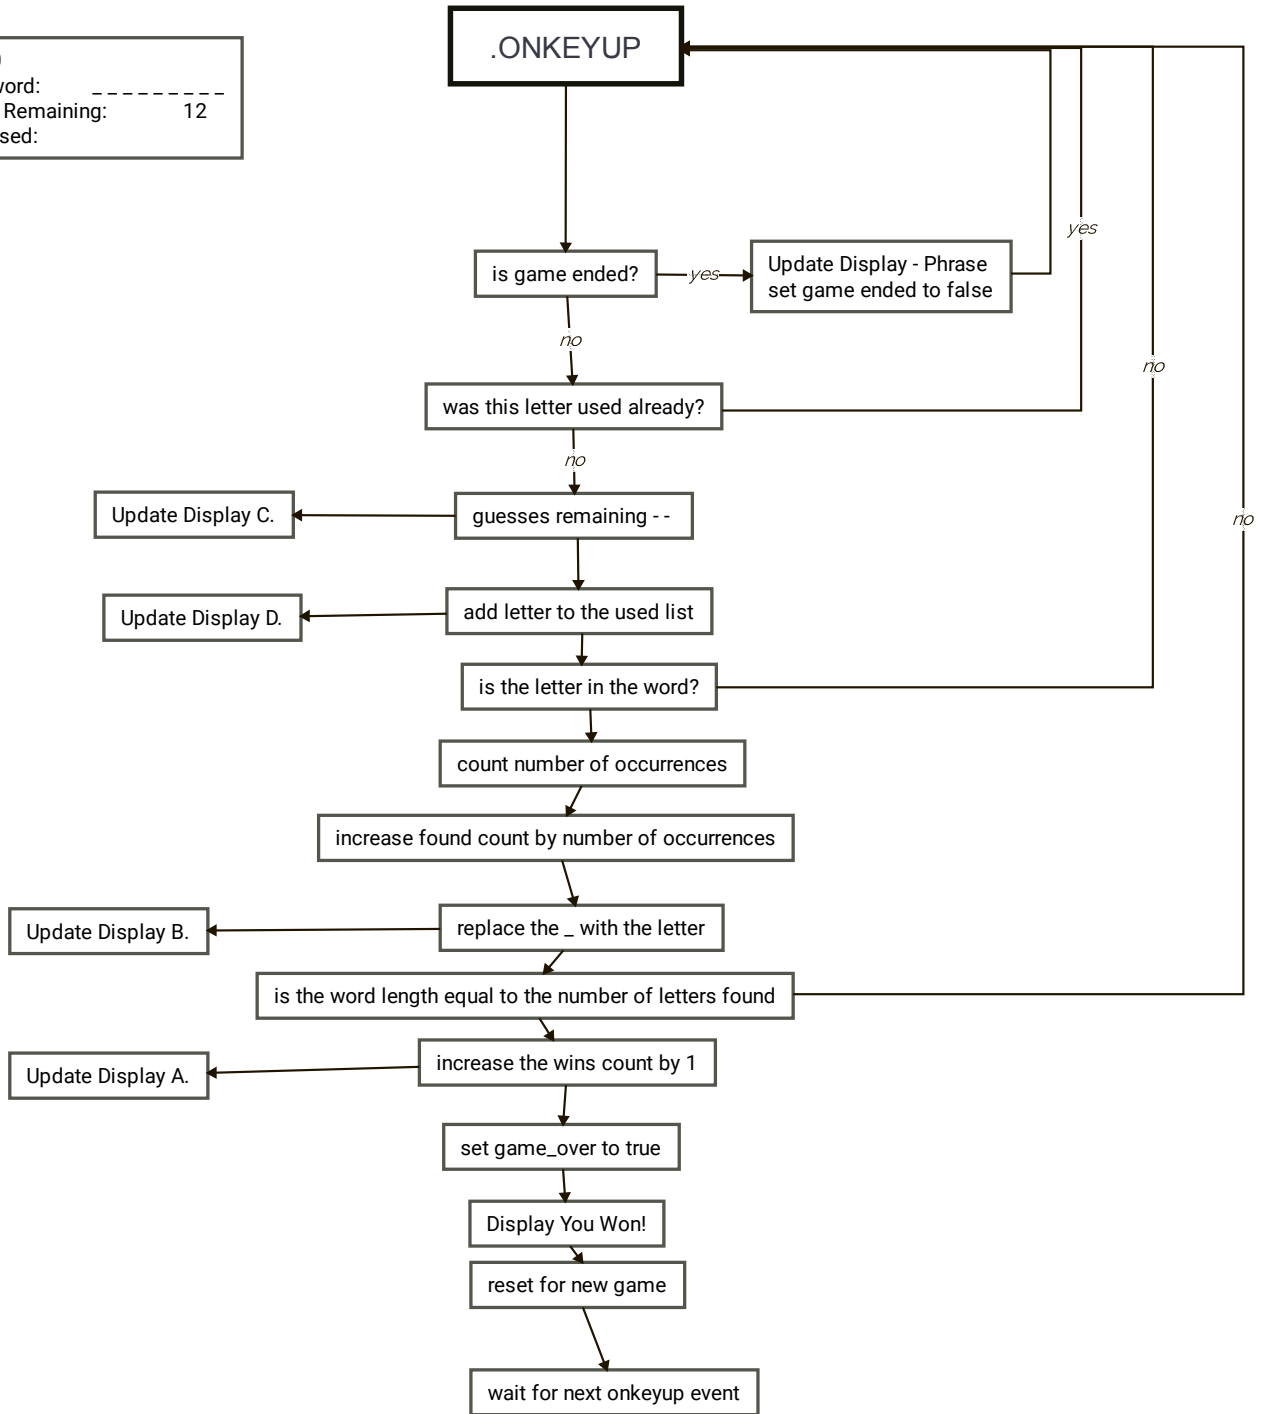 .ONKEYUP
word:   _ _ _ _ _ _ _ _ _
Remaining:   12
sed:
is game ended?
yes
Update Display - Phrase
set game ended to false
yes
no
no
was this letter used already?
no
Update Display C.
guesses remaining - -
no
Update Display D.
add letter to the used list
is the letter in the word?
count number of occurrences
increase found count by number of occurrences
Update Display B.
replace the _ with the letter
is the word length equal to the number of letters found
Update Display A.
increase the wins count by 1
set game_over to true
Display You Won!
reset for new game
wait for next onkeyup event